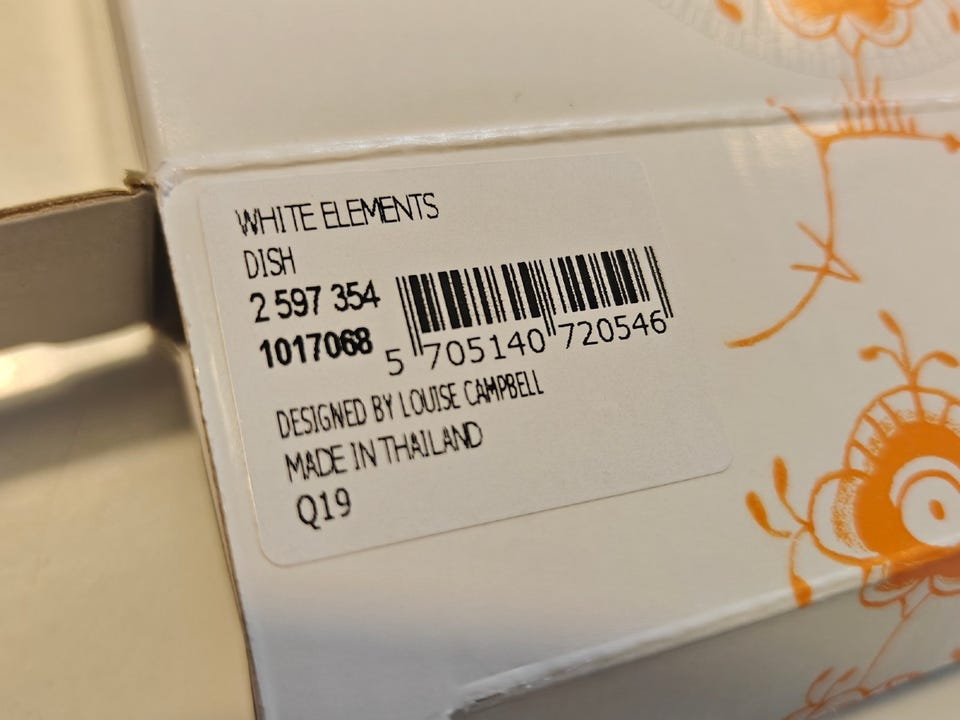 WHITE ELEMENTS
DISH
2 597 354
1017068
5 705140 720546
DESIGNED BY LOUISE CAMPBELL
MADE IN THAILAND
Q19